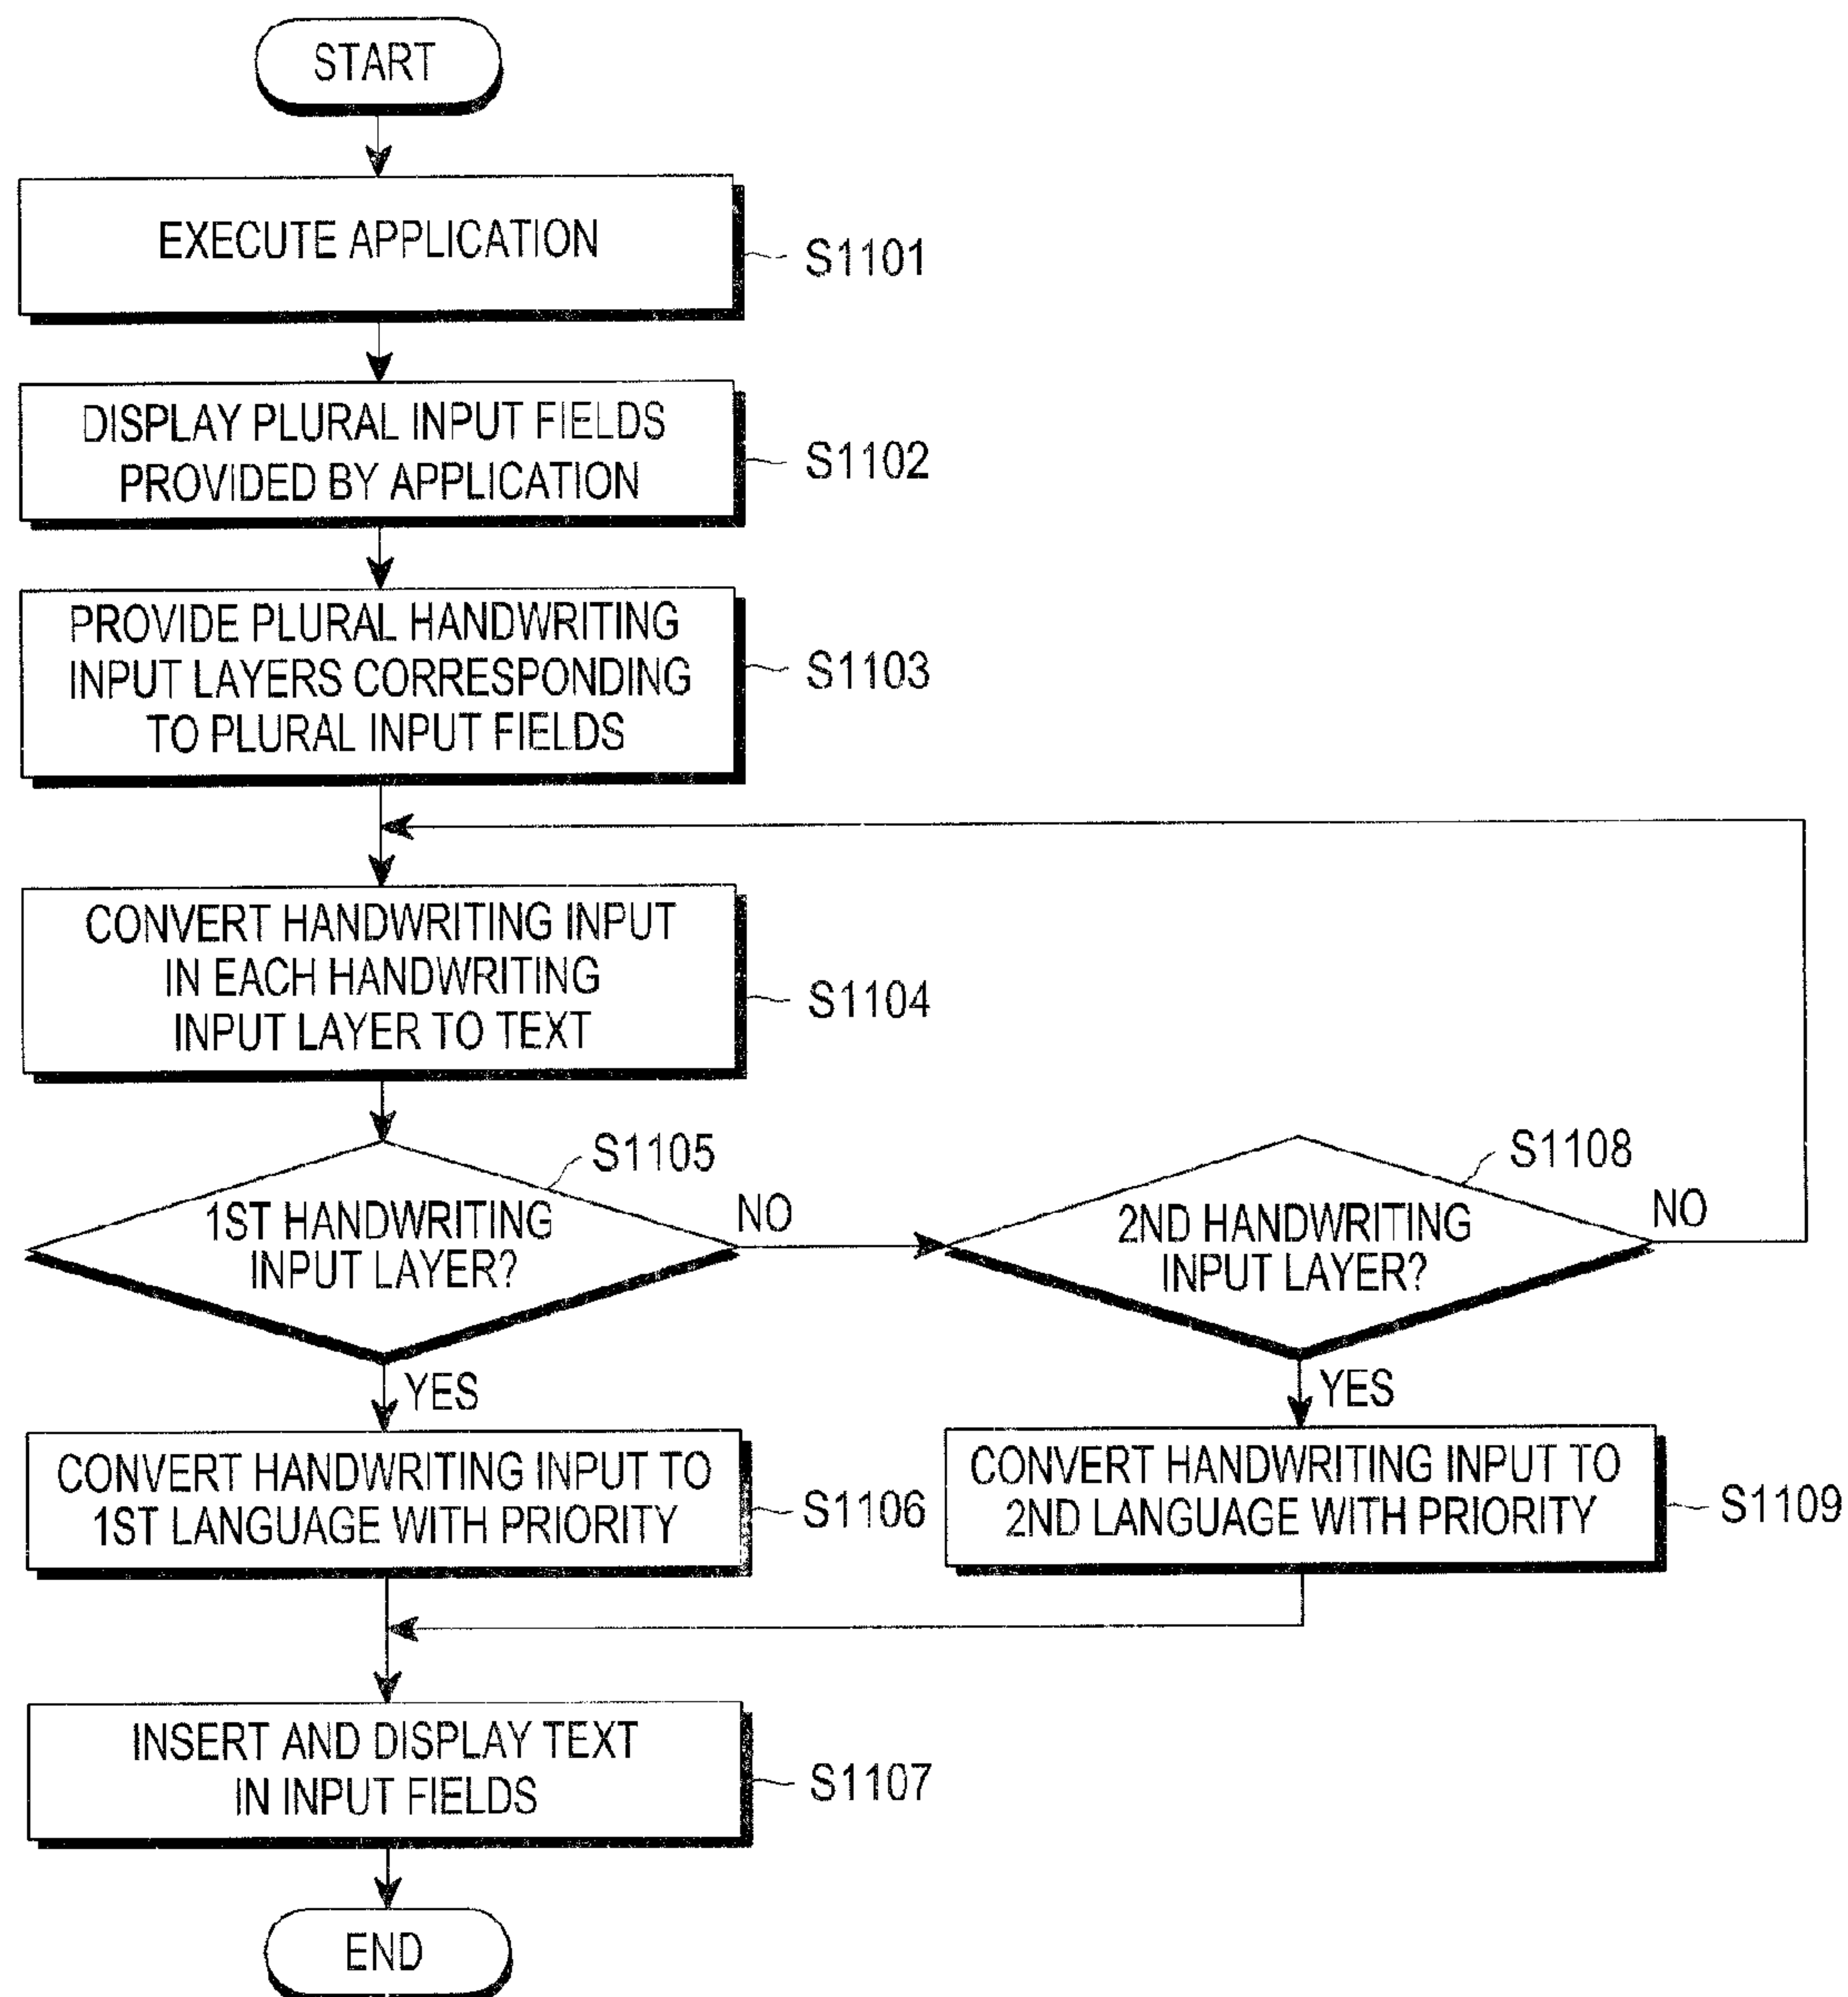 START
EXECUTE APPLICATION
S1101
DISPLAY PLURAL INPUT FIELDS
PROVIDED BY APPLICATION
S1102
PROVIDE PLURAL HANDWRITING
INPUT LAYERS CORRESPONDING
TO PLURAL INPUT FIELDS
S1103
CONVERT HANDWRITING INPUT
IN EACH HANDWRITING
INPUT LAYER TO TEXT
S1104
S1105
1ST HANDWRITING
INPUT LAYER?
NO
S1108
2ND HANDWRITING
INPUT LAYER?
NO
YES
YES
CONVERT HANDWRITING INPUT TO
1ST LANGUAGE WITH PRIORITY
S1106
CONVERT HANDWRITING INPUT TO
2ND LANGUAGE WITH PRIORITY
S1109
INSERT AND DISPLAY TEXT
IN INPUT FIELDS
S1107
END